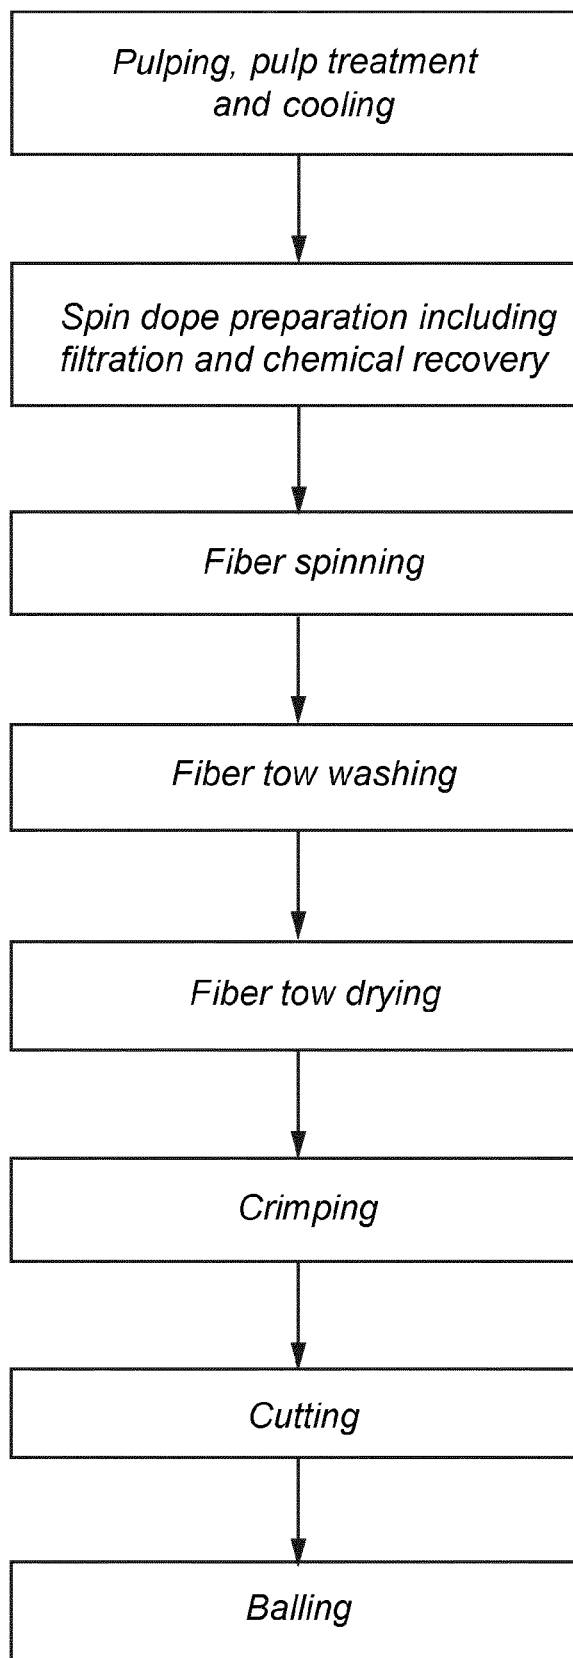 Pulping, pulp treatment
and cooling
Spin dope preparation including
filtration and chemical recovery
Fiber spinning
Fiber tow washing
Fiber tow drying
Crimping
Cutting
Balling